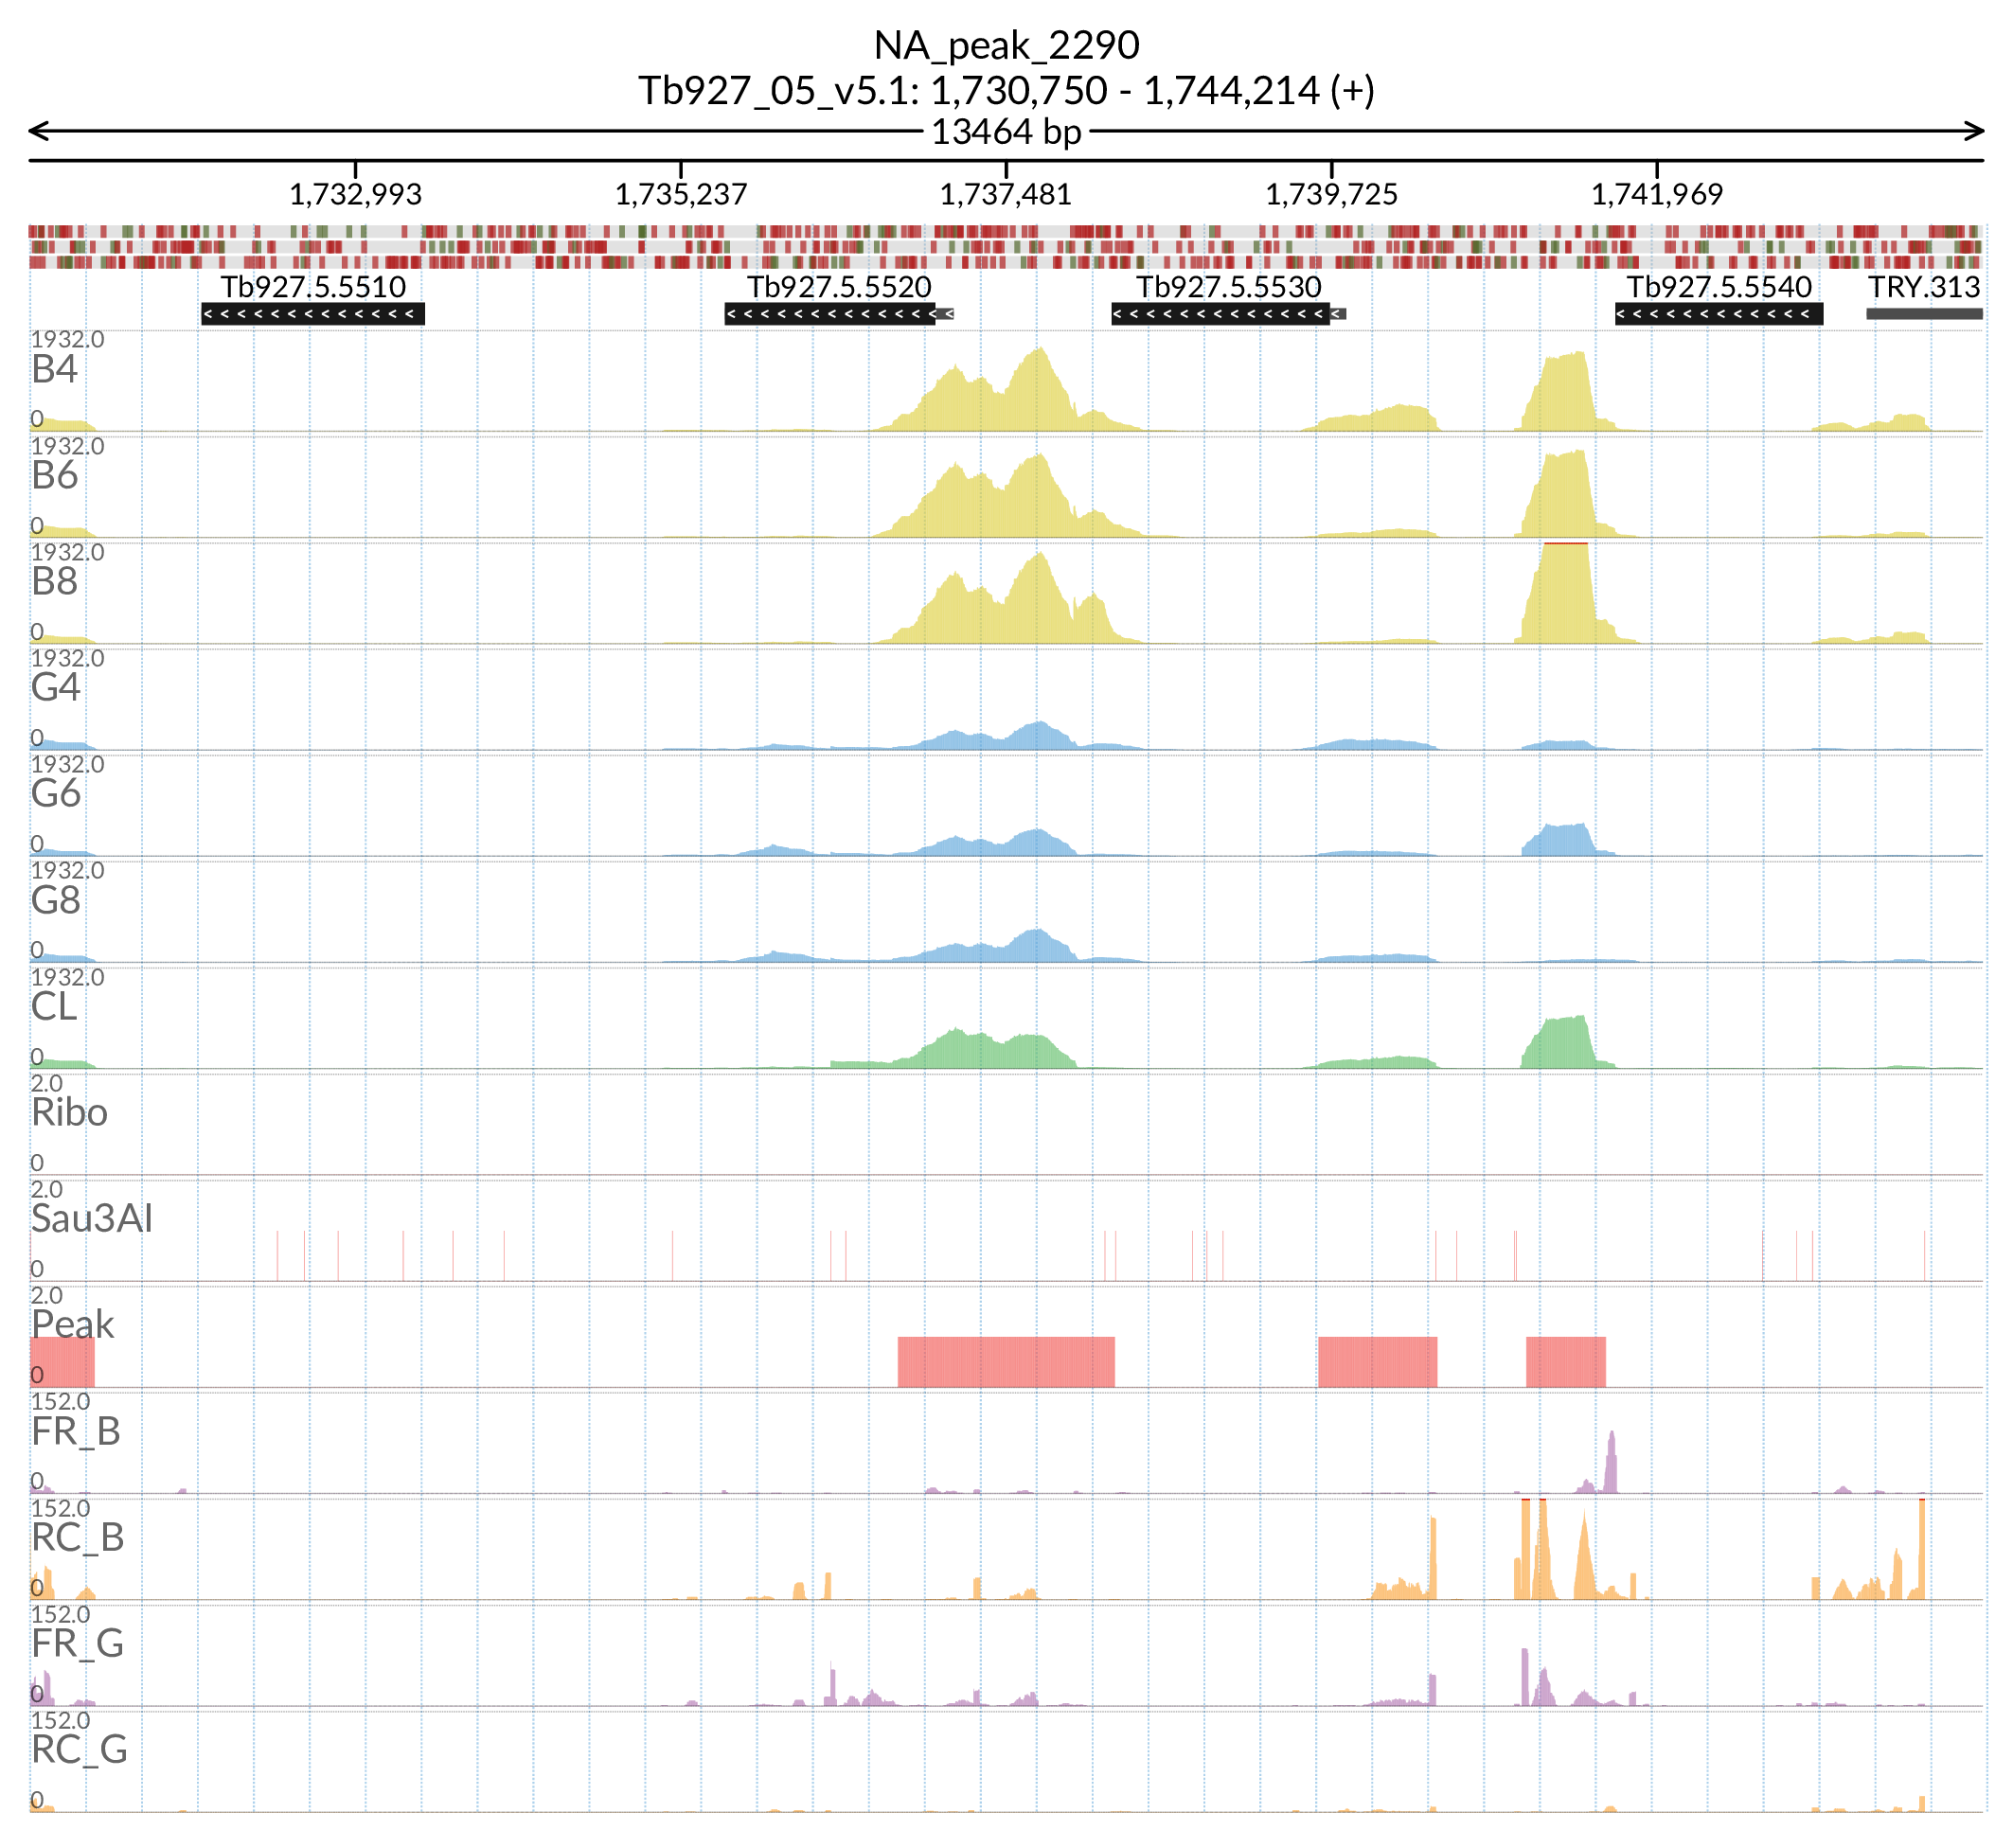 NA_peak_2290
Tb927_05_v5.1: 1,730,750 - 1,744,214 (+)
13464 bp
1,732,993 1,735,237 1,737,481 1,739,725 1,741,969
Tb927.5.5510 Tb927.5.5520 Tb927.5.5530 Tb927.5.5540 TRY.313
1932.0
B4
0
1932.0
B6
0
1932.0
B8
0
1932.0
G4
0
1932.0
G6
0
1932.0
G8
0
1932.0
CL
0
2.0
Ribo
0
2.0
Sau3AI
0
2.0
Peak
0
152.0
FR_B
0
152.0
RC_B
0
152.0
FR_G
0
152.0
RC_G
0